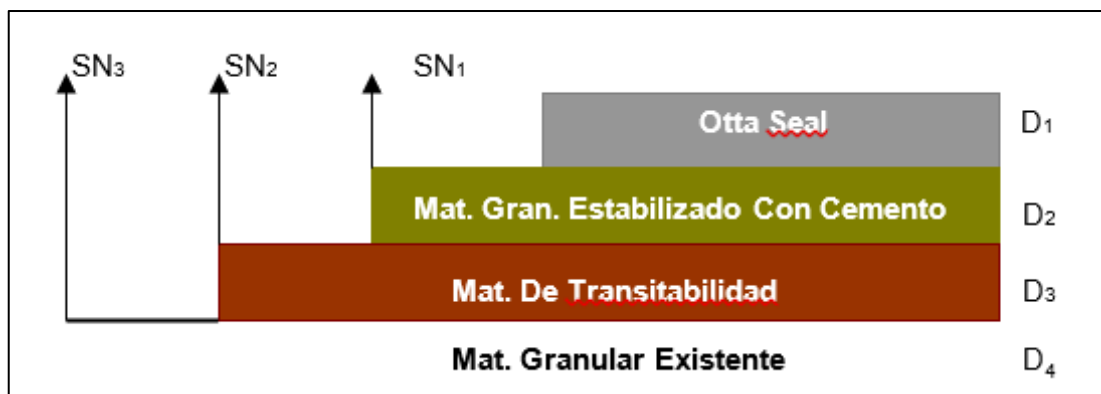 SN₃ SN₂ SN₁
Otta Seal D₁
Mat. Gran. Estabilizado Con Cemento D₂
Mat. De Transitabilidad D₃
Mat. Granular Existente D₄